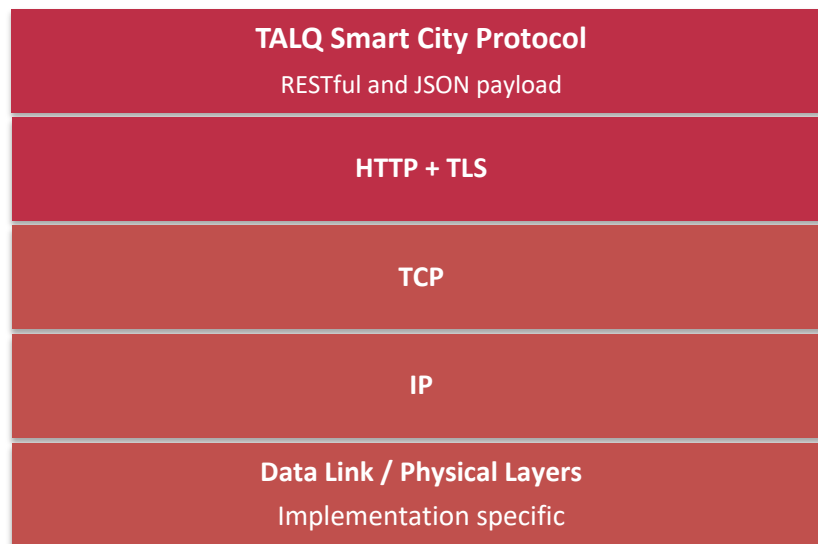 TALQ Smart City Protocol
RESTful and JSON payload
HTTP + TLS
TCP
IP
Data Link / Physical Layers
Implementation specific